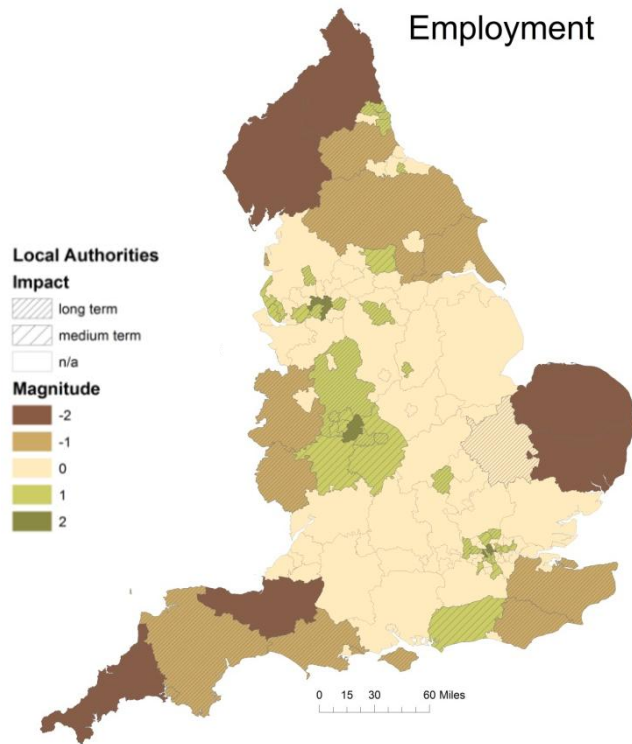 Employment
Local Authorities
Impact
long term
medium term
n/a
Magnitude
-2
-1
0
1
2
0 15 30 60 Miles